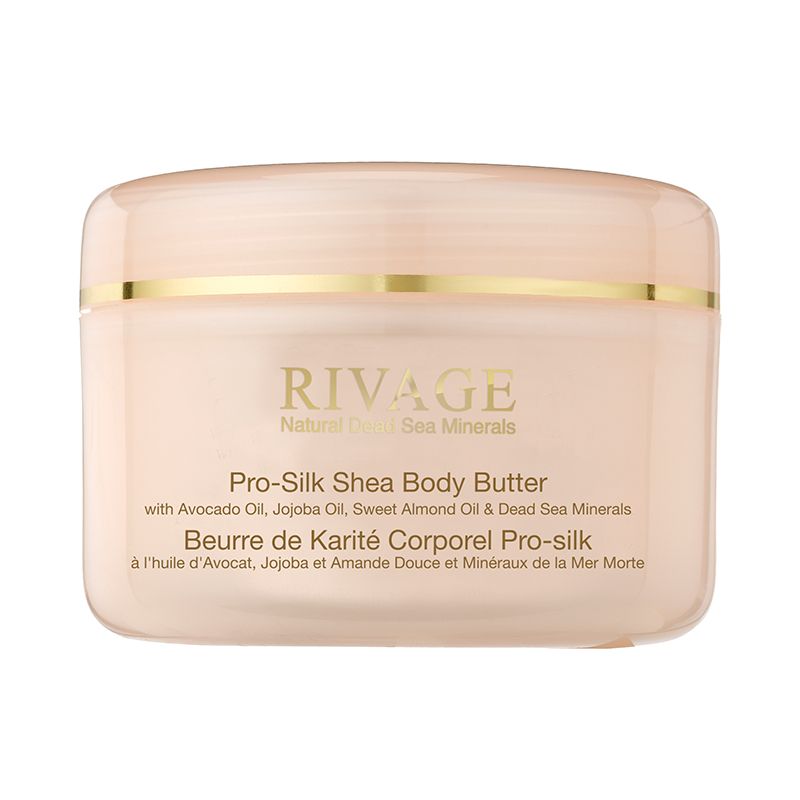 RIVAGE
Natural Dead Sea Minerals
Pro-Silk Shea Body Butter
with Avocado Oil, Jojoba Oil, Sweet Almond Oil & Dead Sea Minerals
Beurre de Karité Corporel Pro-silk
à l'huile d'Avocat, Jojoba et Amande Douce et Minéraux de la Mer Morte